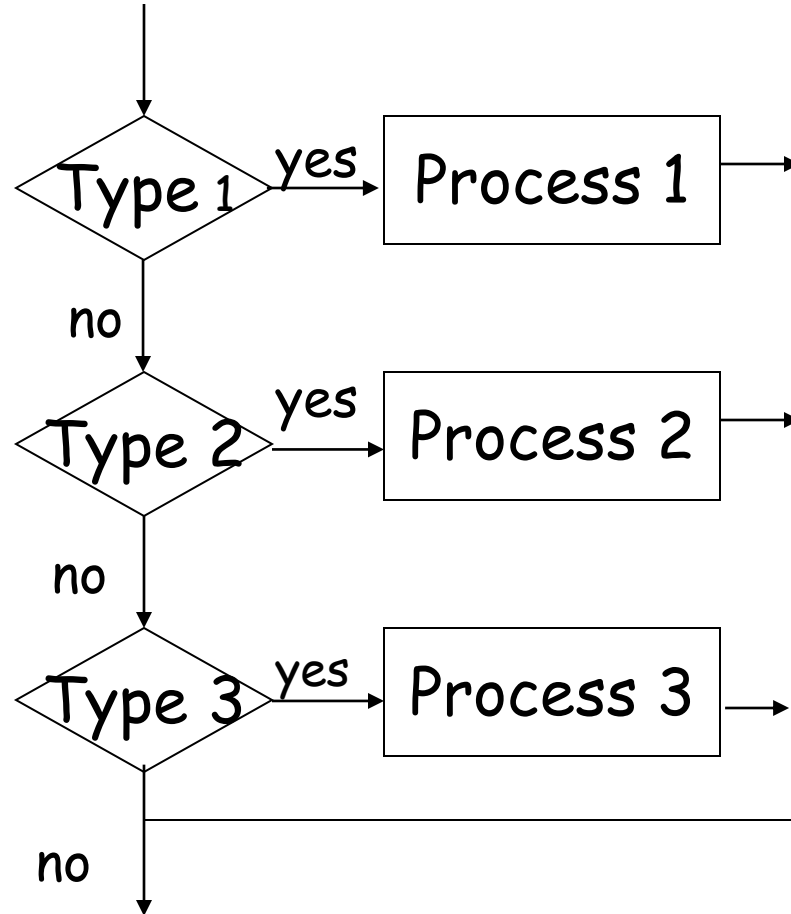 Type 1
yes
Process 1
no
Type 2
yes
Process 2
no
Type 3
yes
Process 3
no